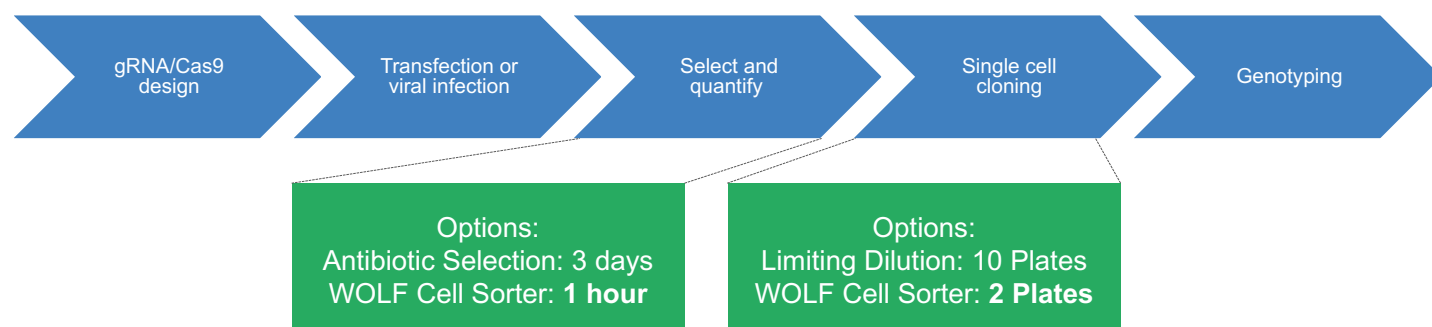 gRNA/Cas9
design
Transfection or
viral infection
Select and
quantify
Single cell
cloning
Genotyping
Options:
Antibiotic Selection: 3 days
WOLF Cell Sorter: 1 hour
Options:
Limiting Dilution: 10 Plates
WOLF Cell Sorter: 2 Plates